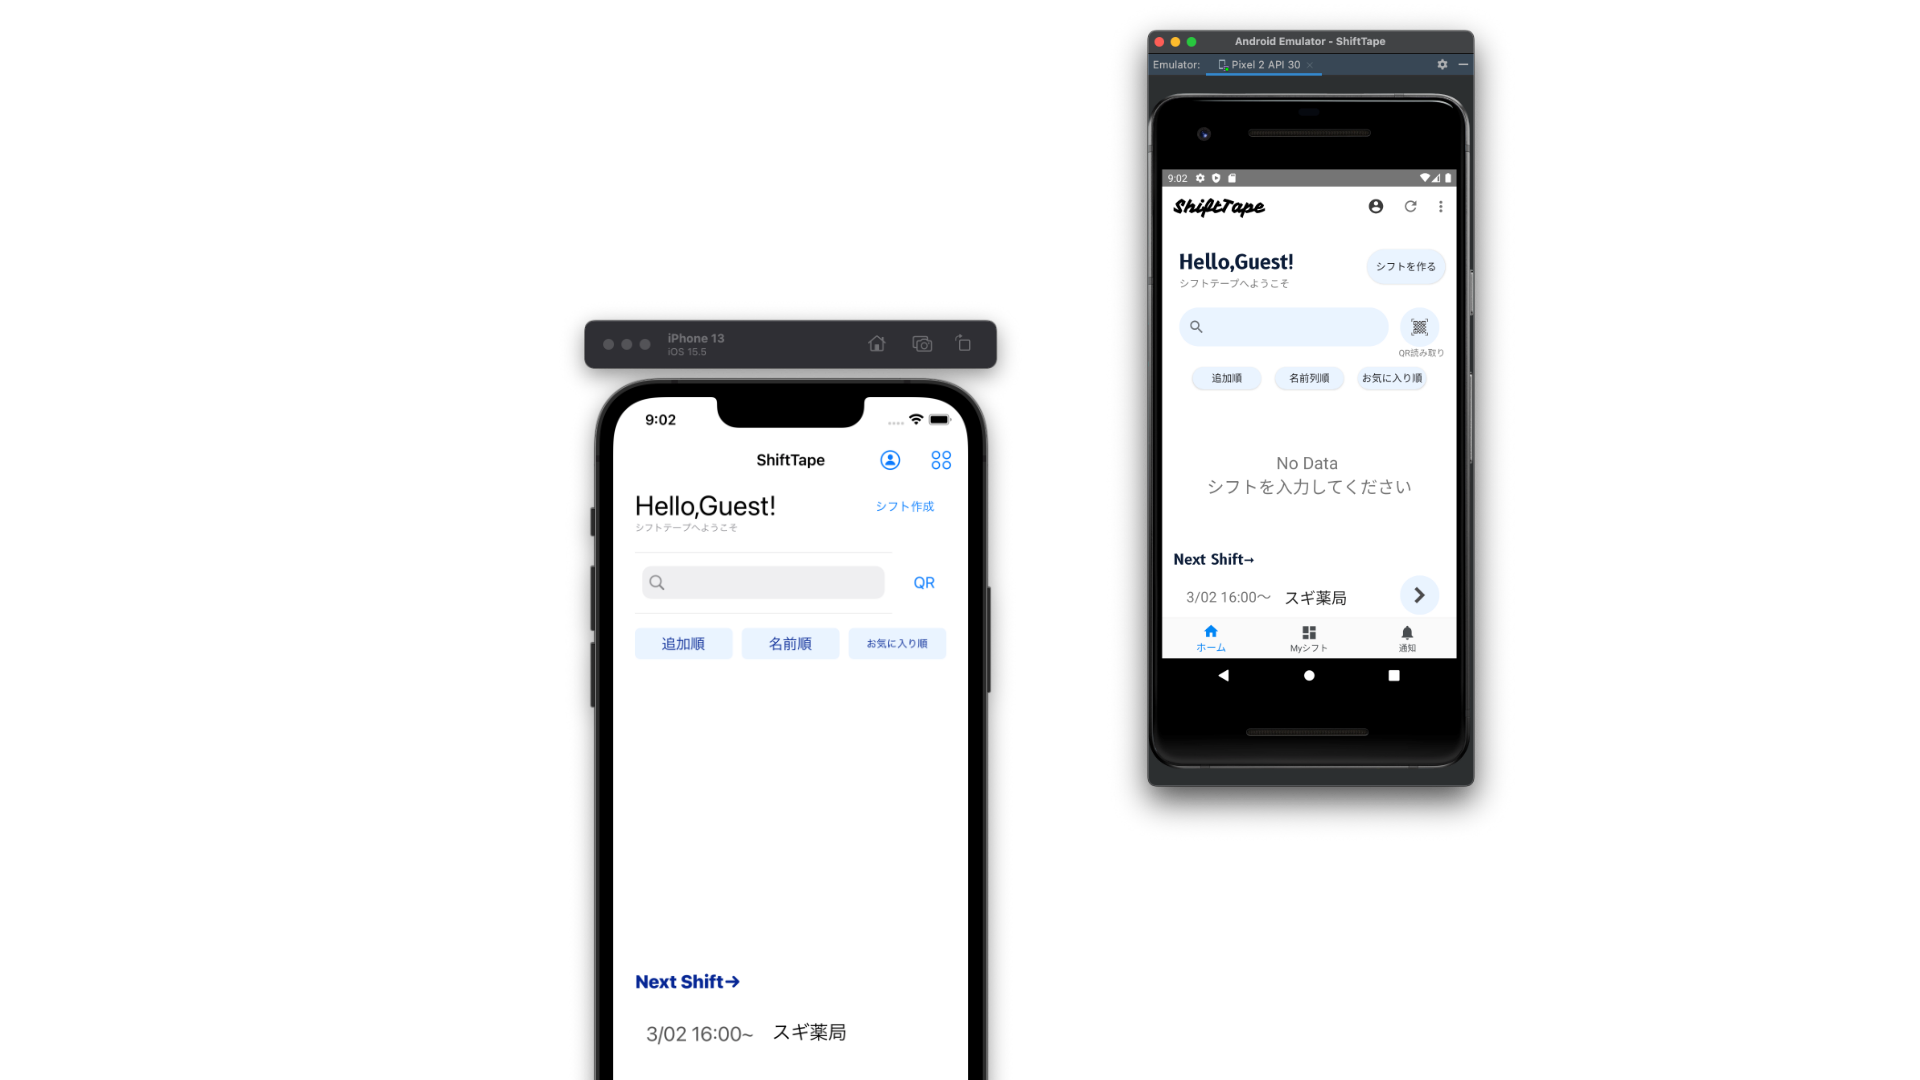 iPhone 13
iOS 15.5
9:02
ShiftTape
Hello,Guest!
シフト作成
シフトテープへようこそ
QR
追加順 名前順 お気に入り順
Next Shift→
3/02 16:00~ スギ薬局
Android Emulator - ShiftTape
Emulator: Pixel 2 API 30
9:02
ShiftTape
Hello,Guest!
シフトを作る
シフトテープへようこそ
QR読み取り
追加順 名前列順 お気に入り順
No Data
シフトを入力してください
Next Shift→
3/02 16:00～ スギ薬局
ホーム Myシフト 通知